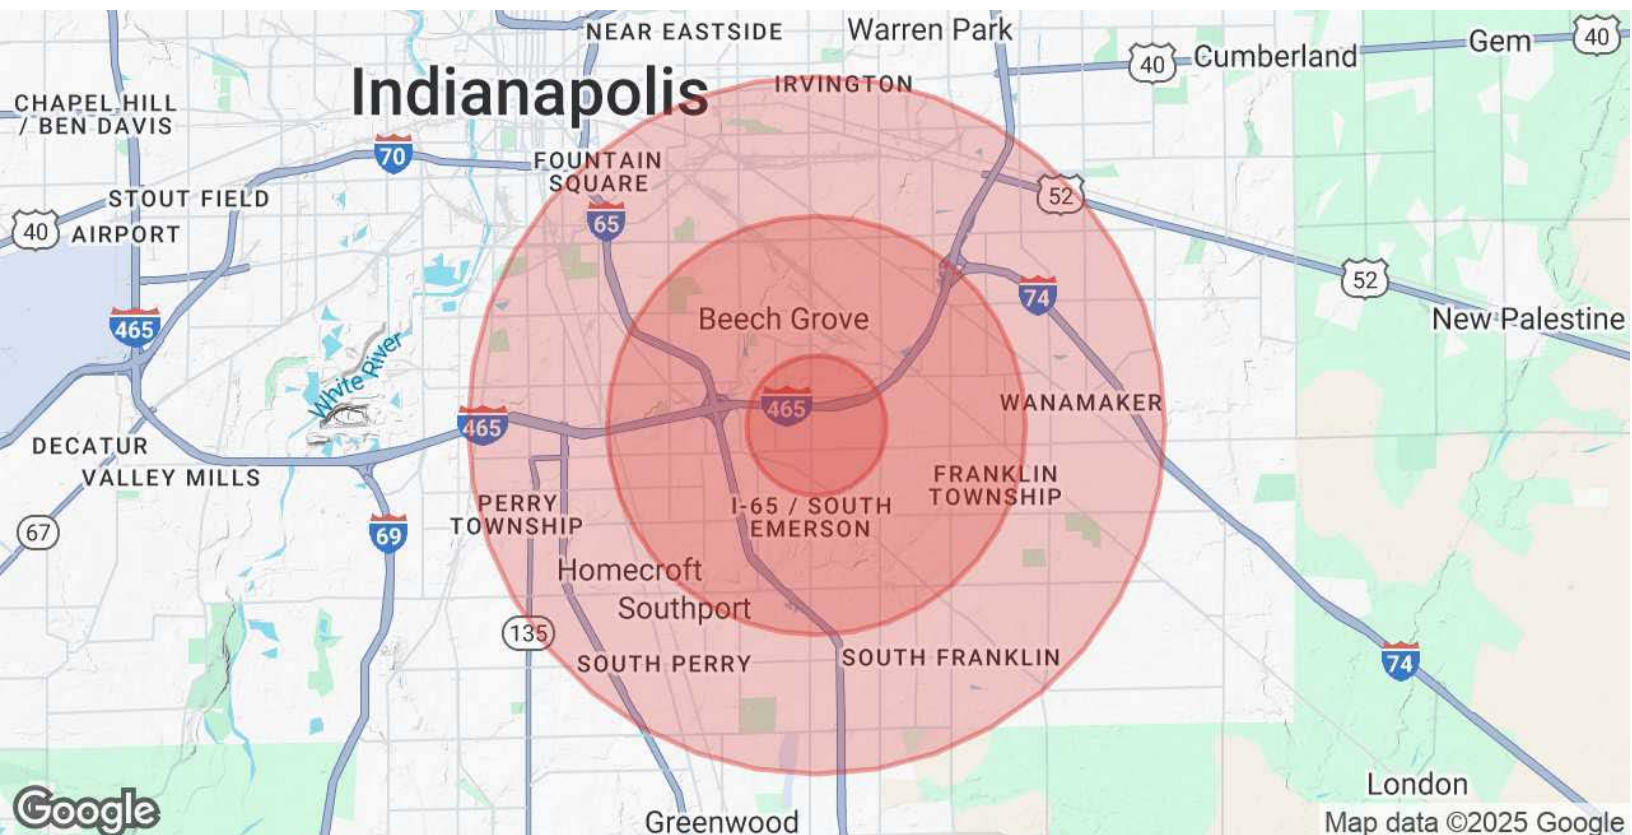 NEAR EASTSIDE
Warren Park
Gem
40
40
Cumberland
Indianapolis
IRVINGTON
CHAPEL HILL
/ BEN DAVIS
70
FOUNTAIN
SQUARE
STOUT FIELD
52
40
AIRPORT
65
52
465
74
Beech Grove
New Palestine
White River
465
WANAMAKER
465
DECATUR
VALLEY MILLS
FRANKLIN
TOWNSHIP
PERRY
TOWNSHIP
I-65 / SOUTH
EMERSON
67
69
Homecroft
Southport
135
SOUTH PERRY
SOUTH FRANKLIN
74
London
Google
Greenwood
Map data ©2025 Google